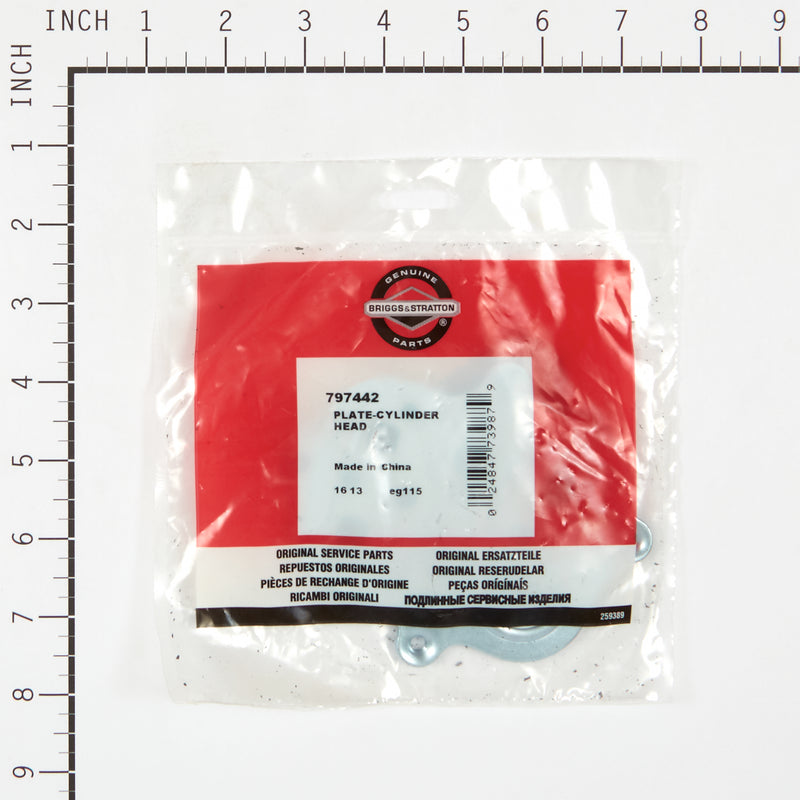 INCH 1 2 3 4 5 6 7 8 9
INCH
1
2
3
4
5
6
7
8
9
GENUINE
BRIGGS&STRATTON
®
PARTS
797442
PLATE-CYLINDER
HEAD
Made in China
16 13 eg115
0 24847 73987 9
ORIGINAL SERVICE PARTS ORIGINAL ERSATZTEILE
REPUESTOS ORIGINALES ORIGINAL RESERUDELAR
PIÈCES DE RECHANGE D'ORIGINE PEÇAS ORIGÍNAÍS
RICAMBI ORIGINALI ПОДЛИННЫЕ СЕРВИСНЫЕ ИЗДЕЛИЯ
259389